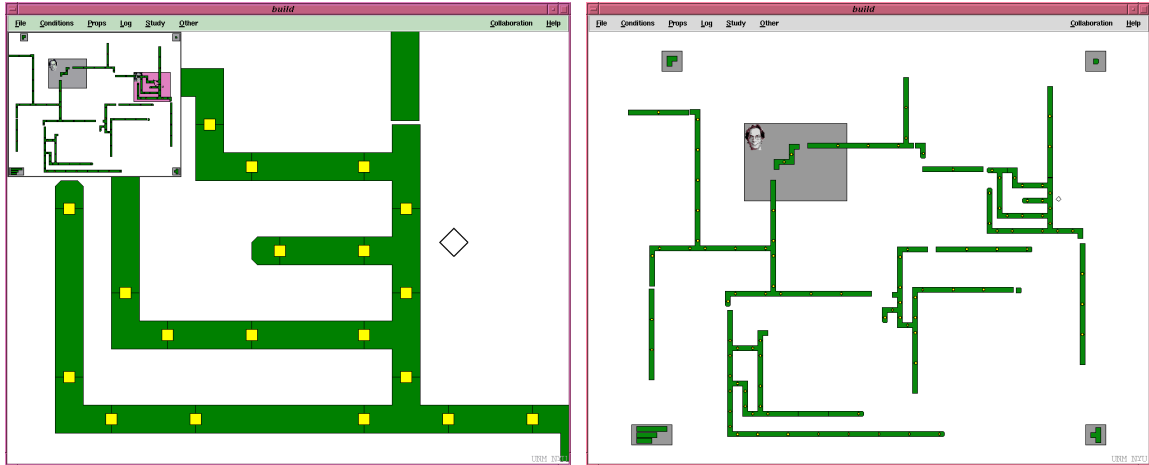 build
File Conditions Props Log Study Other Collaboration Help
UNM NYU
build
File Conditions Props Log Study Other Collaboration Help
UNM NYU